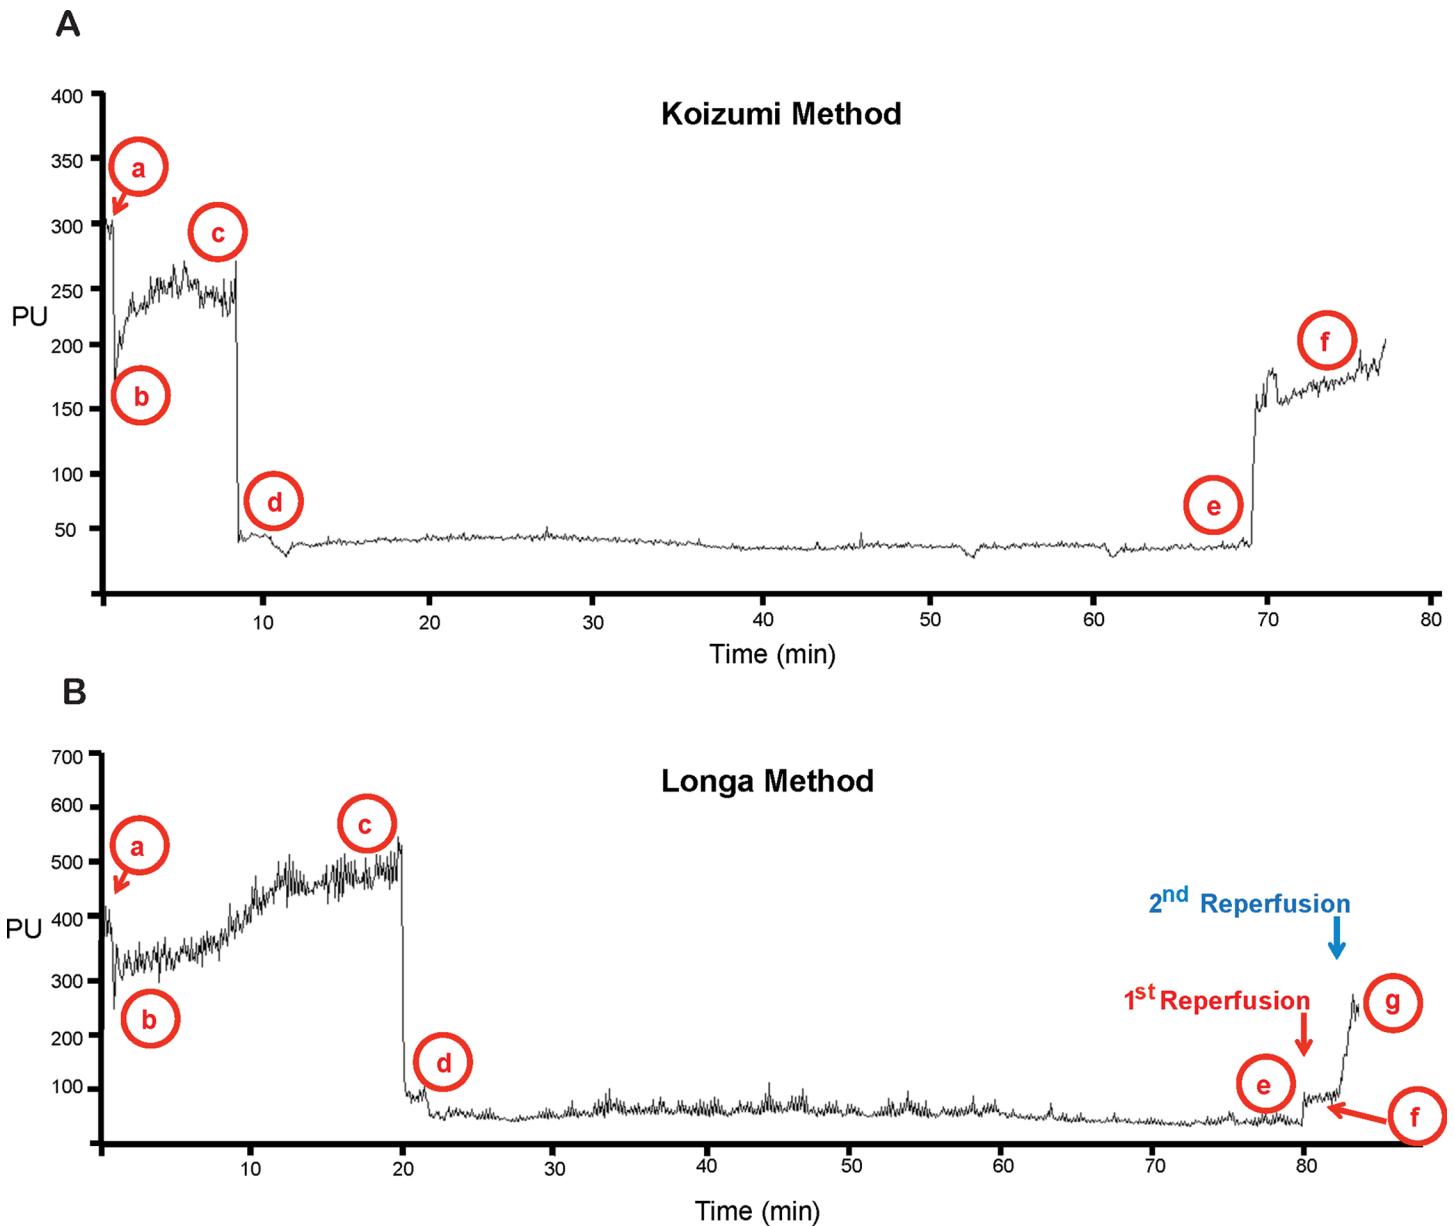 A
Koizumi Method
400
350
300
250
200
150
100
50
PU
a
b
c
d
e
f
10 20 30 40 50 60 70 80
Time (min)
B
Longa Method
700
600
500
400
300
200
100
PU
a
b
c
d
2nd Reperfusion
1st Reperfusion
e
g
f
10 20 30 40 50 60 70 80
Time (min)